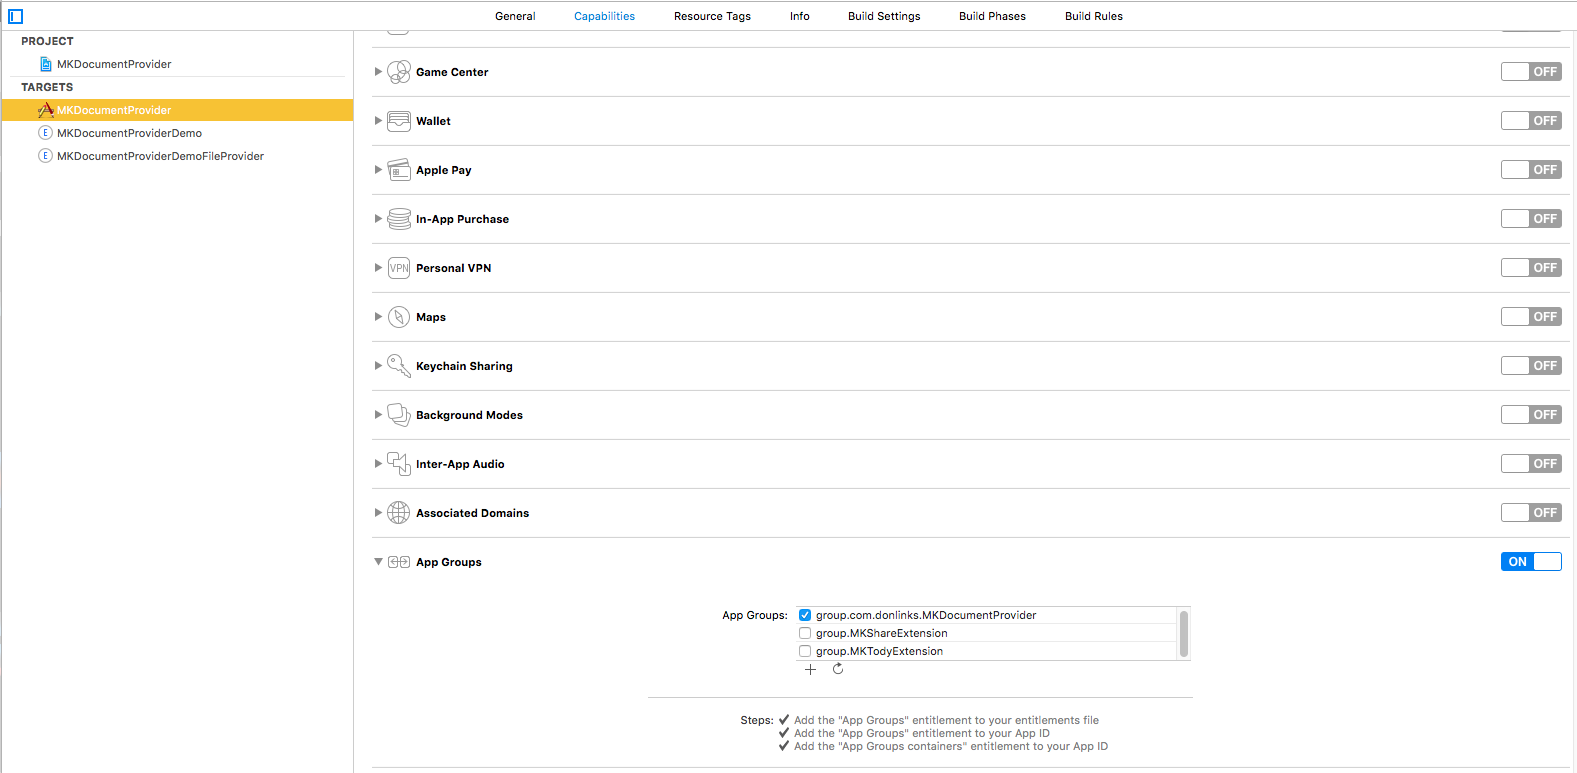 General Capabilities Resource Tags Info Build Settings Build Phases Build Rules
PROJECT
MKDocumentProvider
TARGETS
MKDocumentProvider
E MKDocumentProviderDemo
E MKDocumentProviderDemoFileProvider
Game Center OFF
Wallet OFF
Apple Pay OFF
In-App Purchase OFF
VPN Personal VPN OFF
Maps OFF
Keychain Sharing OFF
Background Modes OFF
Inter-App Audio OFF
Associated Domains OFF
App Groups ON
App Groups: group.com.donlinks.MKDocumentProvider
group.MKShareExtension
group.MKTodyExtension
Steps: ✔ Add the "App Groups" entitlement to your entitlements file
✔ Add the "App Groups" entitlement to your App ID
✔ Add the "App Groups containers" entitlement to your App ID